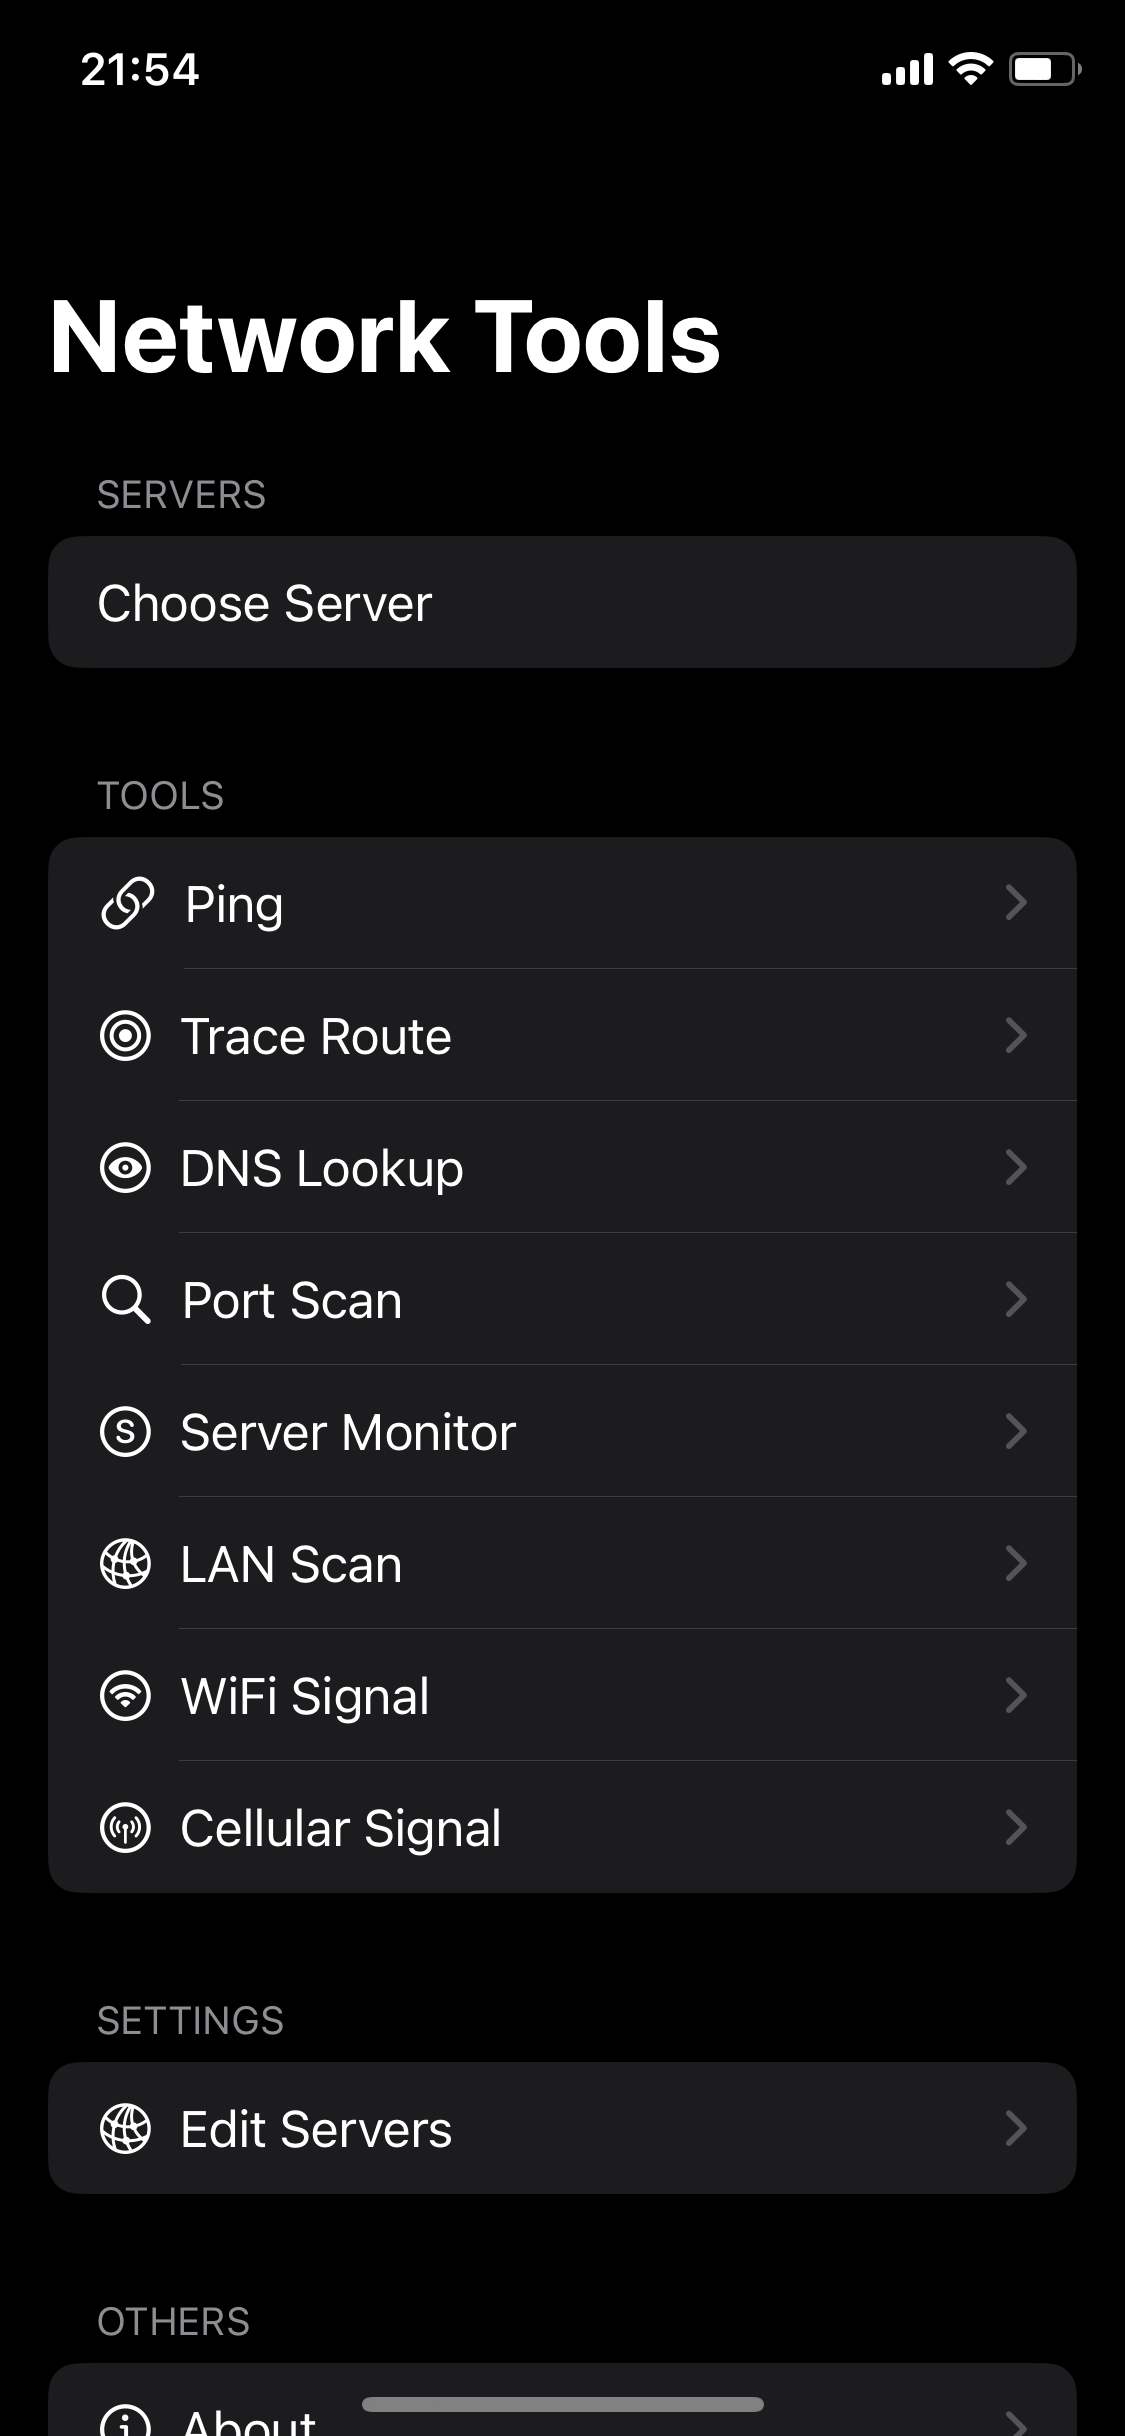 21:54
Network Tools
SERVERS
Choose Server
TOOLS
Ping
Trace Route
DNS Lookup
Port Scan
S
Server Monitor
LAN Scan
WiFi Signal
Cellular Signal
SETTINGS
Edit Servers
OTHERS
About